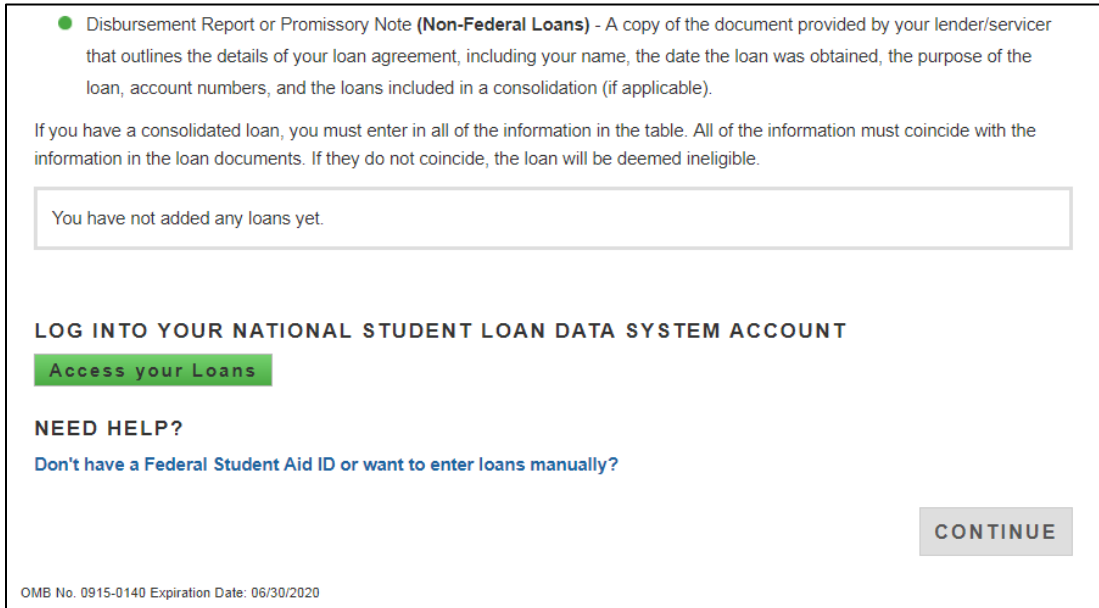 Disbursement Report or Promissory Note (Non-Federal Loans) - A copy of the document provided by your lender/servicer
that outlines the details of your loan agreement, including your name, the date the loan was obtained, the purpose of the
loan, account numbers, and the loans included in a consolidation (if applicable).
If you have a consolidated loan, you must enter in all of the information in the table. All of the information must coincide with the
information in the loan documents. If they do not coincide, the loan will be deemed ineligible.
You have not added any loans yet.
LOG INTO YOUR NATIONAL STUDENT LOAN DATA SYSTEM ACCOUNT
Access your Loans
NEED HELP?
Don't have a Federal Student Aid ID or want to enter loans manually?
CONTINUE
OMB No. 0915-0140 Expiration Date: 06/30/2020